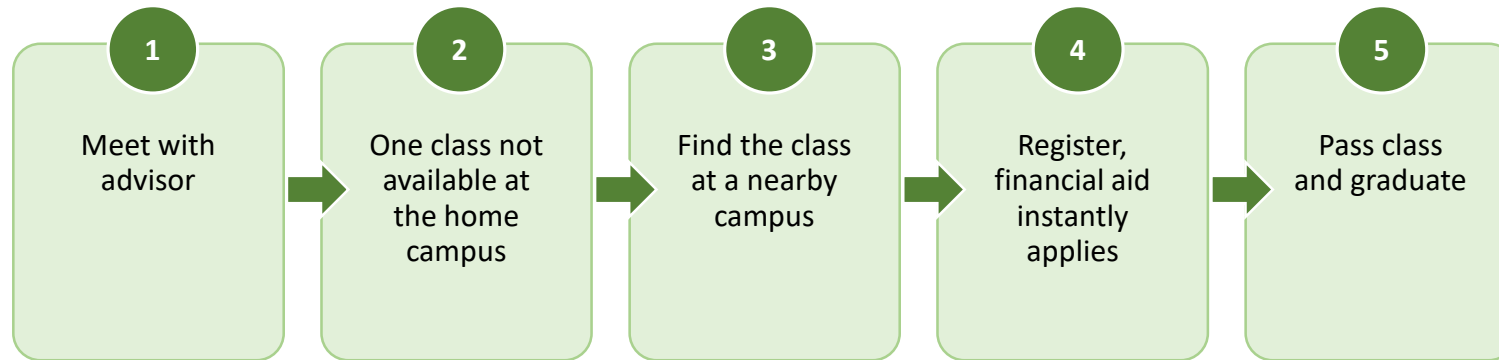 1
Meet with
advisor
2
One class not
available at
the home
campus
3
Find the class
at a nearby
campus
4
Register,
financial aid
instantly
applies
5
Pass class
and graduate